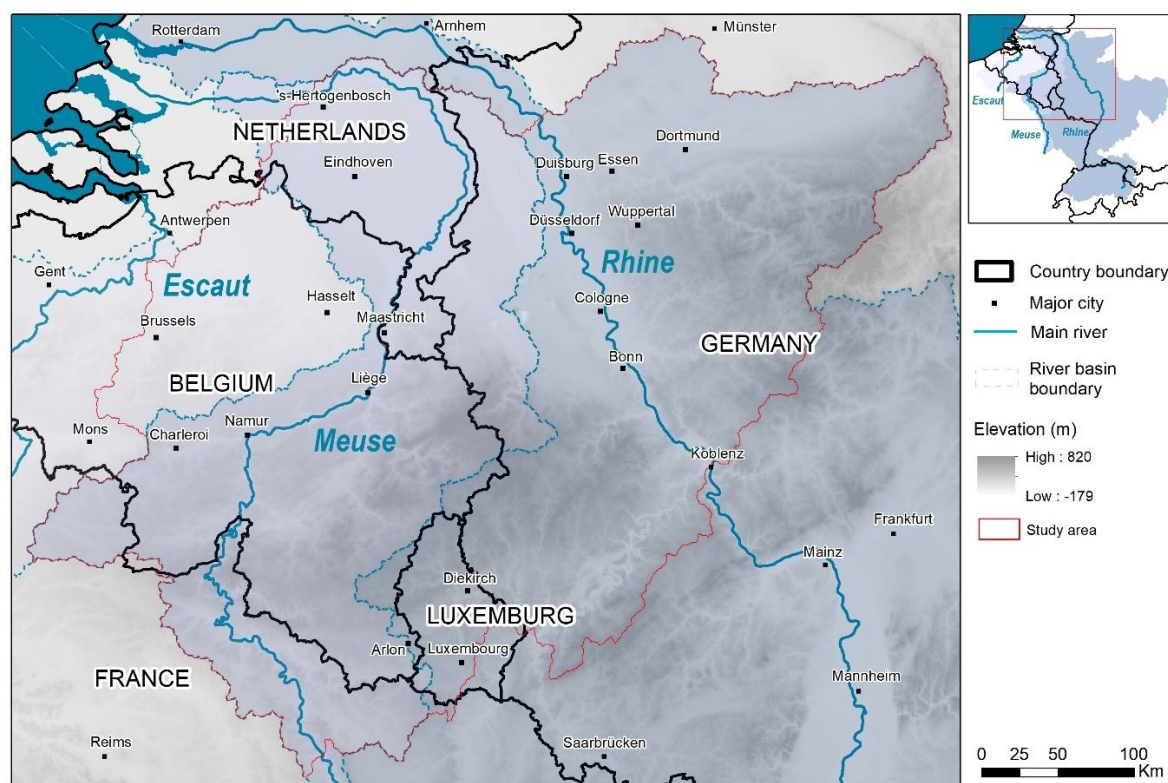 Rotterdam
Arnhem
Münster
's-Hertogenbosch
NETHERLANDS
Eindhoven
Dortmund
Duisburg
Essen
Antwerpen
Düsseldorf
Wuppertal
Gent
Escaut
Rhine
Hasselt
Cologne
Brussels
Maastricht
GERMANY
Bonn
BELGIUM
Liège
Mons
Charleroi
Namur
Meuse
Koblenz
Frankfurt
Mainz
Diekirch
LUXEMBURG
Arlon
Luxembourg
FRANCE
Mannheim
Reims
Saarbrücken
Escaut
Meuse
Rhine
Country boundary
Major city
Main river
River basin
boundary
Elevation (m)
High : 820
Low : -179
Study area
0 25 50 100
Km